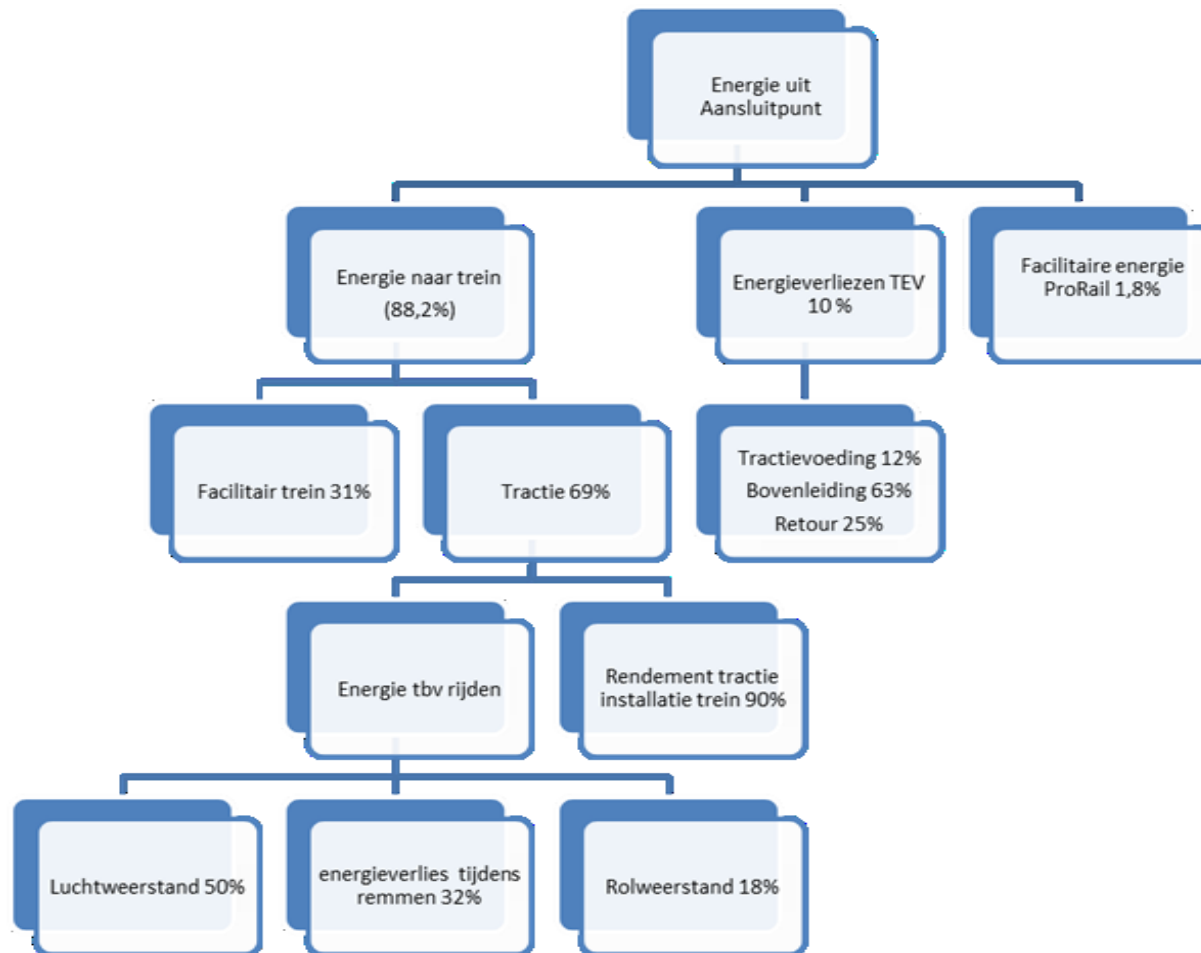 Energie uit
Aansluitpunt
Energie naar trein
(88,2%)
Energieverliezen TEV
10 %
Facilitaire energie
ProRail 1,8%
Facilitair trein 31%
Tractie 69%
Tractievoeding 12%
Bovenleiding 63%
Retour 25%
Energie tbv rijden
Rendement tractie
installatie trein 90%
Luchtweerstand 50%
energieverlies tijdens
remmen 32%
Rolweerstand 18%